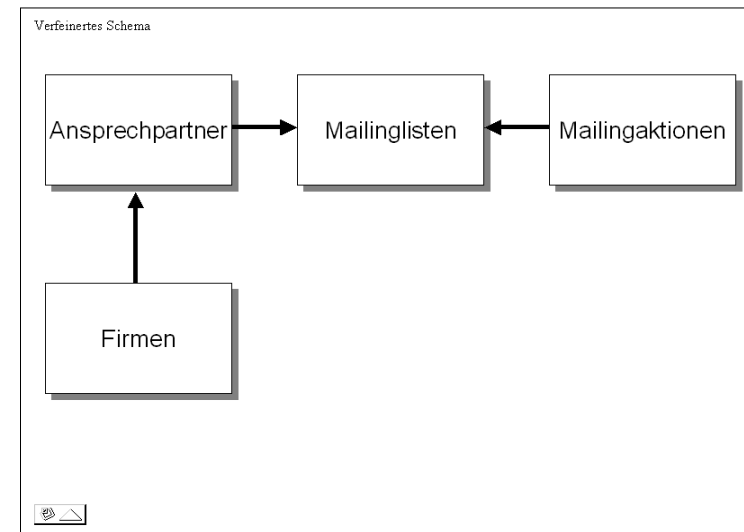 Verfeinertes Schema
Ansprechpartner
Mailinglisten
Mailingaktionen
Firmen